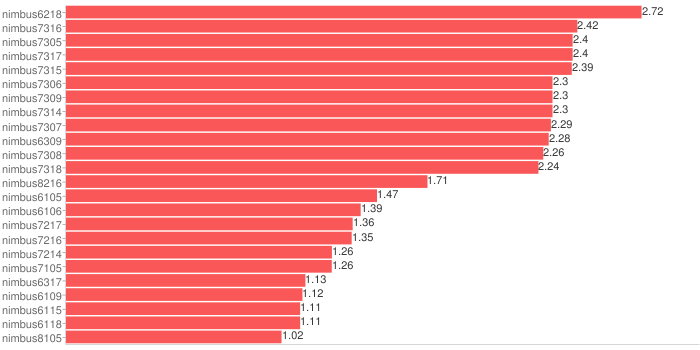 nimbus6218 2.72
nimbus7316 2.42
nimbus7305 2.4
nimbus7317 2.4
nimbus7315 2.39
nimbus7306 2.3
nimbus7309 2.3
nimbus7314 2.3
nimbus7307 2.29
nimbus6309 2.28
nimbus7308 2.26
nimbus7318 2.24
nimbus8216 1.71
nimbus6105 1.47
nimbus6106 1.39
nimbus7217 1.36
nimbus7216 1.35
nimbus7214 1.26
nimbus7105 1.26
nimbus6317 1.13
nimbus6109 1.12
nimbus6115 1.11
nimbus6118 1.11
nimbus8105 1.02